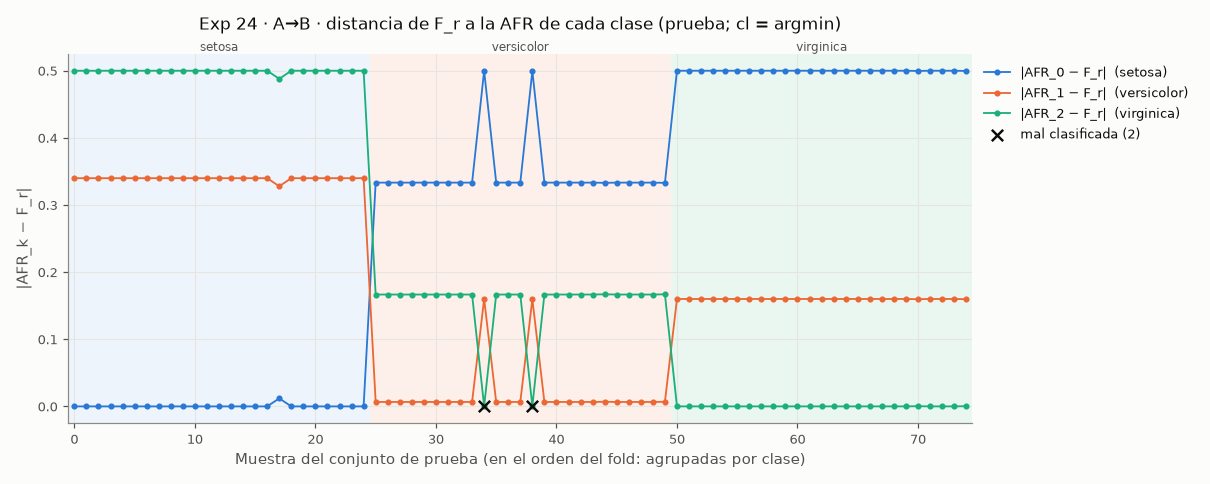 Exp 24 · A→B · distancia de F_r a la AFR de cada clase (prueba; cl = argmin)
setosa
versicolor
virginica
|AFR_0 − F_r| (setosa)
|AFR_1 − F_r| (versicolor)
|AFR_2 − F_r| (virginica)
mal clasificada (2)
|AFR_k − F_r|
0.5
0.4
0.3
0.2
0.1
0.0
0
10
20
30
40
50
60
70
Muestra del conjunto de prueba (en el orden del fold: agrupadas por clase)